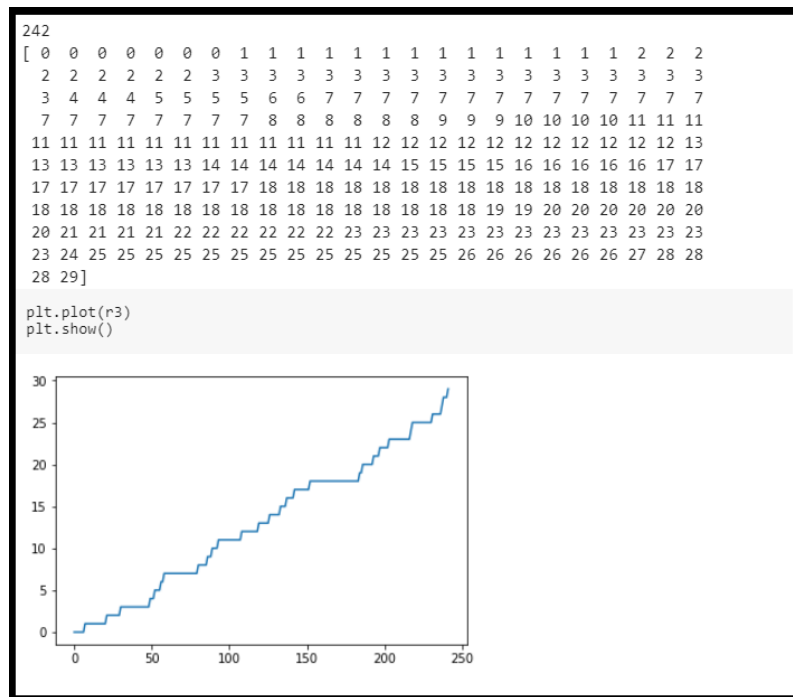 242
[ 0 0 0 0 0 0 0 1 1 1 1 1 1 1 1 1 1 1 1 1 1 2 2 2
2 2 2 2 2 2 3 3 3 3 3 3 3 3 3 3 3 3 3 3 3 3 3 3
3 4 4 4 5 5 5 5 6 6 7 7 7 7 7 7 7 7 7 7 7 7 7 7
7 7 7 7 7 7 7 7 8 8 8 8 8 8 9 9 9 10 10 10 10 11 11 11
11 11 11 11 11 11 11 11 11 11 11 11 12 12 12 12 12 12 12 12 12 12 12 13
13 13 13 13 13 13 14 14 14 14 14 14 14 15 15 15 15 16 16 16 16 16 17 17
17 17 17 17 17 17 17 17 18 18 18 18 18 18 18 18 18 18 18 18 18 18 18 18
18 18 18 18 18 18 18 18 18 18 18 18 18 18 18 18 19 19 20 20 20 20 20 20
20 21 21 21 21 22 22 22 22 22 22 23 23 23 23 23 23 23 23 23 23 23 23 23
23 24 25 25 25 25 25 25 25 25 25 25 25 25 25 26 26 26 26 26 26 27 28 28
28 29]
plt.plot(r3)
plt.show()
30
25
20
15
10
5
0
0 50 100 150 200 250